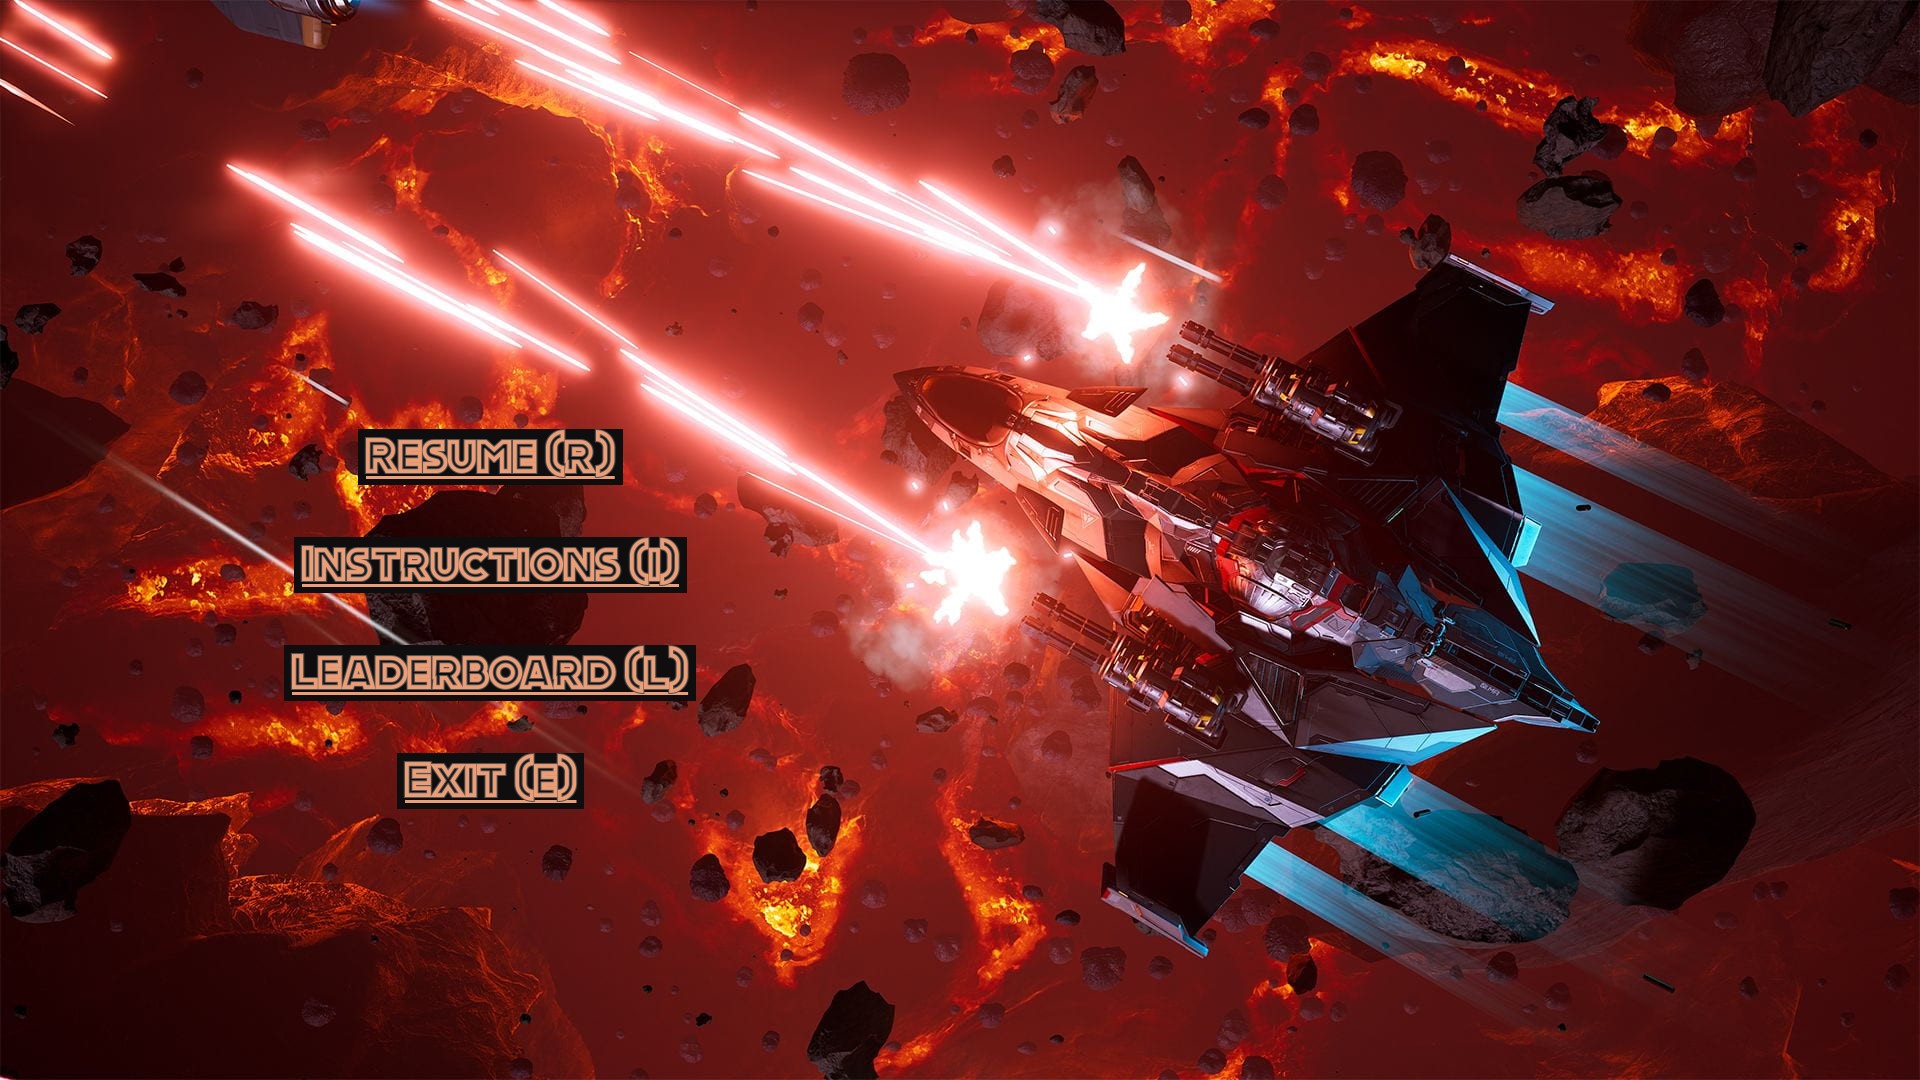 Resume (R)
Instructions (I)
Leaderboard (L)
Exit (E)